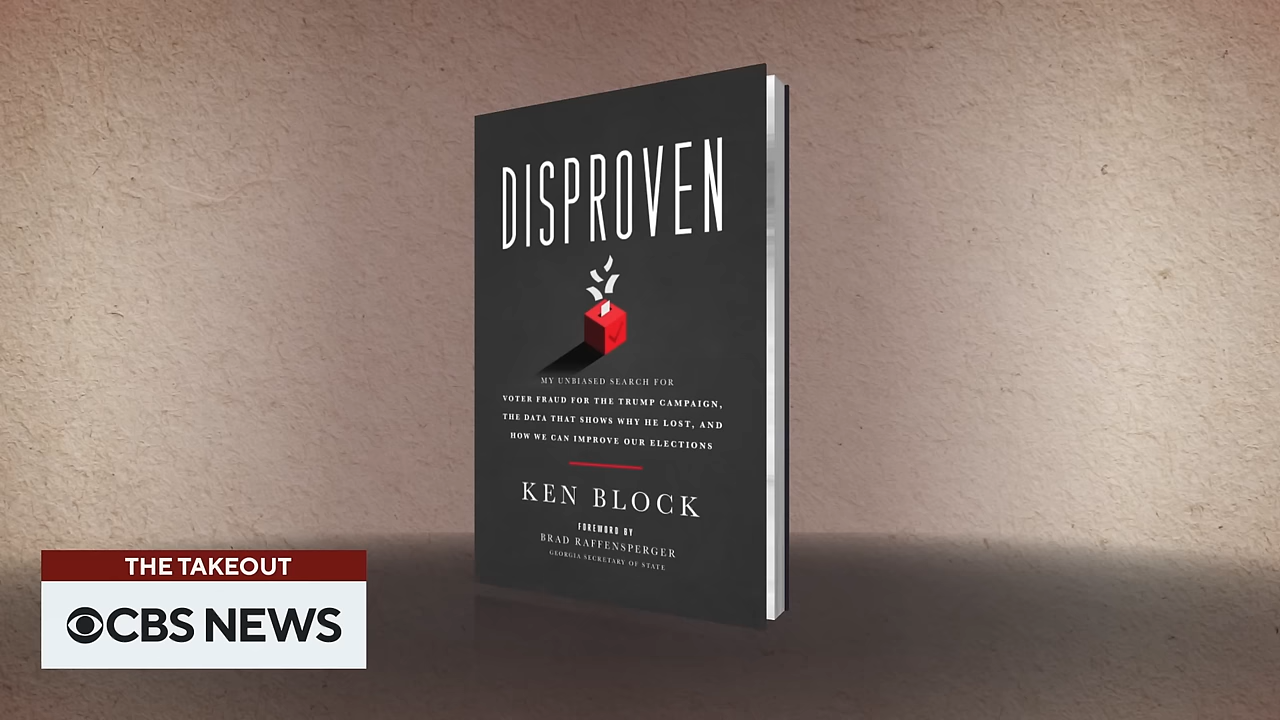 DISPROVEN
MY UNBIASED SEARCH FOR
VOTER FRAUD FOR THE TRUMP CAMPAIGN,
THE DATA THAT SHOWS WHY HE LOST, AND
HOW WE CAN IMPROVE OUR ELECTIONS
KEN BLOCK
FOREWORD BY
BRAD RAFFENSPERGER
GEORGIA SECRETARY OF STATE
THE TAKEOUT
CBS NEWS